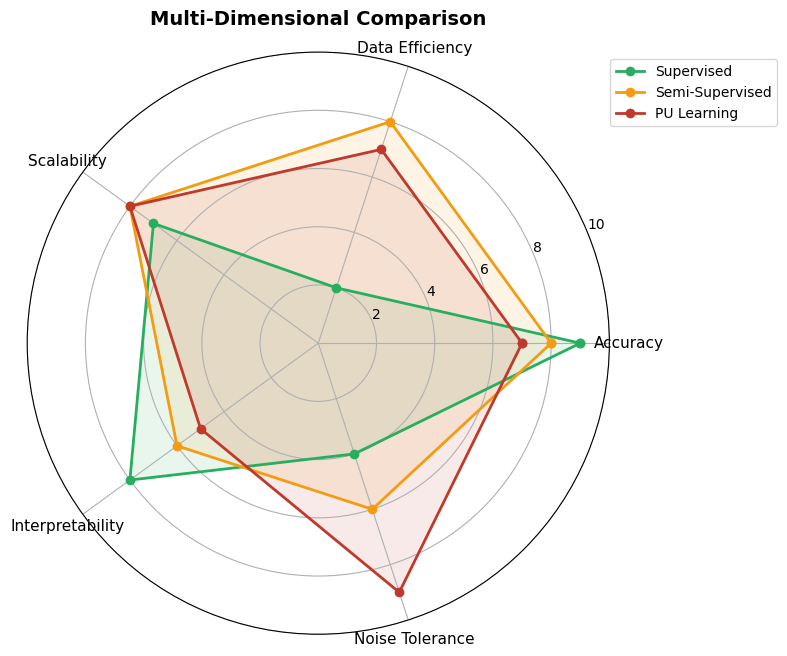 Multi-Dimensional Comparison
Data Efficiency
Supervised
Semi-Supervised
PU Learning
Scalability
10
8
6
4
2
Accuracy
Interpretability
Noise Tolerance